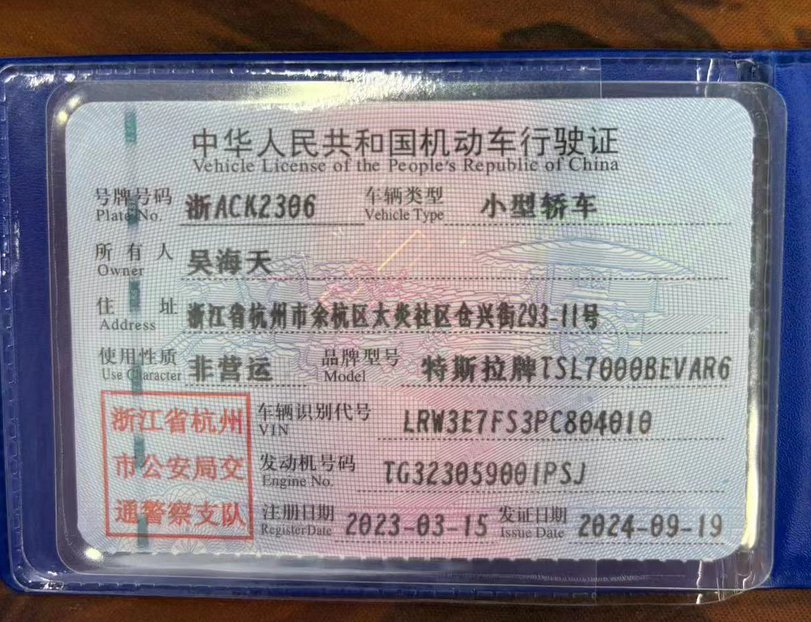 中华人民共和国机动车行驶证
Vehicle License of the People's Republic of China
号牌号码 浙ACK2306 车辆类型 小型轿车
Plate No. Vehicle Type
所有人 吴海天
Owner
住址 浙江省杭州市余杭区太炎社区仓兴街293-11号
Address
使用性质 非营运 品牌型号 特斯拉牌TSL7000BEVAR6
Use Character Model
浙江省杭州 车辆识别代号 LRW3E7FS3PC804010
VIN
市公安局交 发动机号码 TG323059001PSJ
Engine No.
通警察支队 注册日期 2023-03-15 发证日期 2024-09-19
Register Date Issue Date